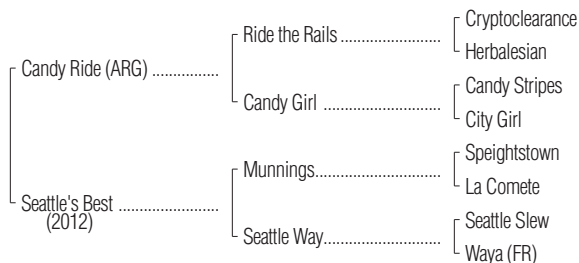 Cryptoclearance
Ride the Rails
Herbalesian
Candy Ride (ARG)
Candy Stripes
Candy Girl
City Girl
Speightstown
Munnings
La Comete
Seattle's Best
(2012)
Seattle Slew
Seattle Way
Waya (FR)